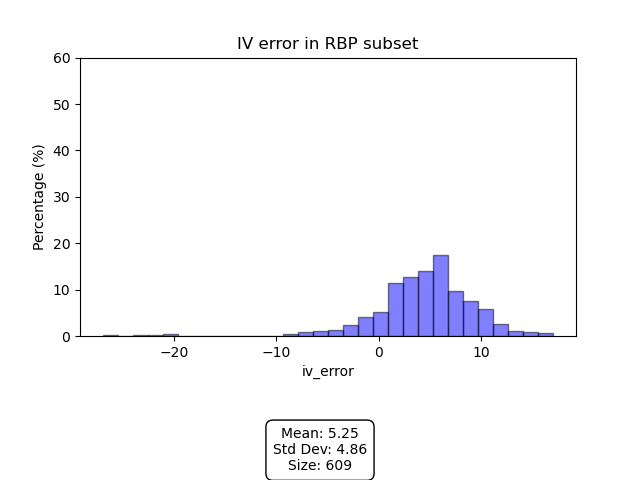 IV error in RBP subset
60
50
40
30
20
10
0
Percentage (%)
−20
−10
0
10
iv_error
Mean: 5.25
Std Dev: 4.86
Size: 609